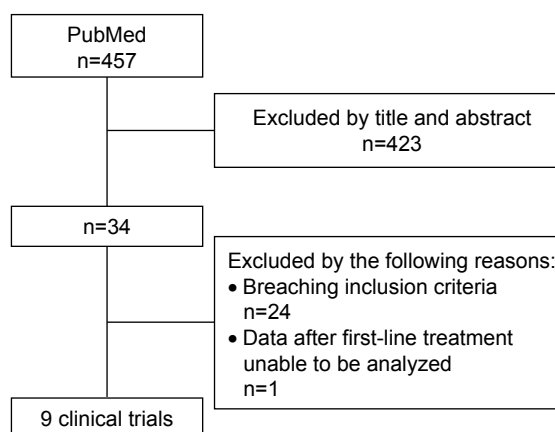 PubMed
n=457
Excluded by title and abstract
n=423
n=34
Excluded by the following reasons:
• Breaching inclusion criteria
n=24
• Data after first-line treatment
unable to be analyzed
n=1
9 clinical trials